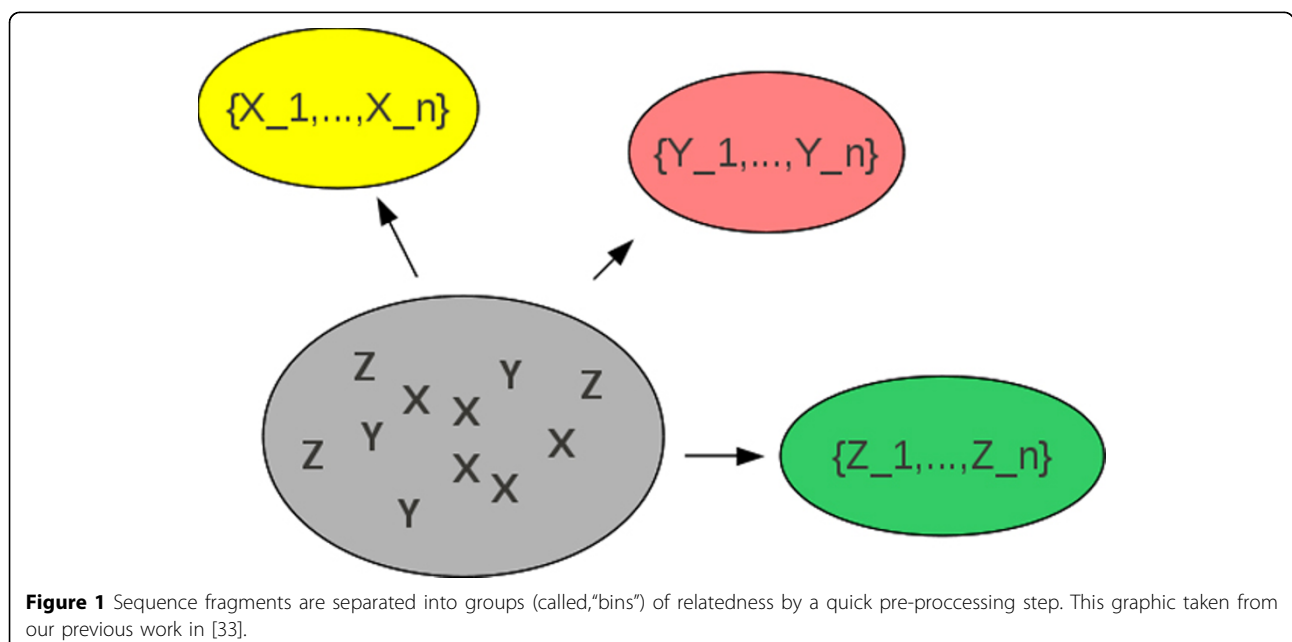 {X_1,...,X_n}
{Y_1,...,Y_n}
Z
Y
Z
X
X
Y
X
Z
X
X
Y
{Z_1,...,Z_n}
Figure 1 Sequence fragments are separated into groups (called,“bins”) of relatedness by a quick pre-proccessing step. This graphic taken from
our previous work in [33].